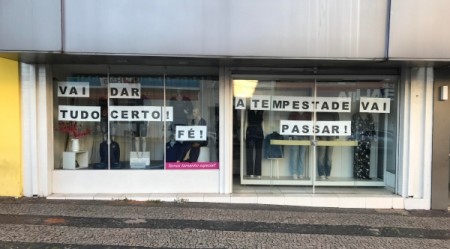 VAI DAR
TUDO CERTO!
FÉ!
A TEMPESTADE VAI
PASSAR!